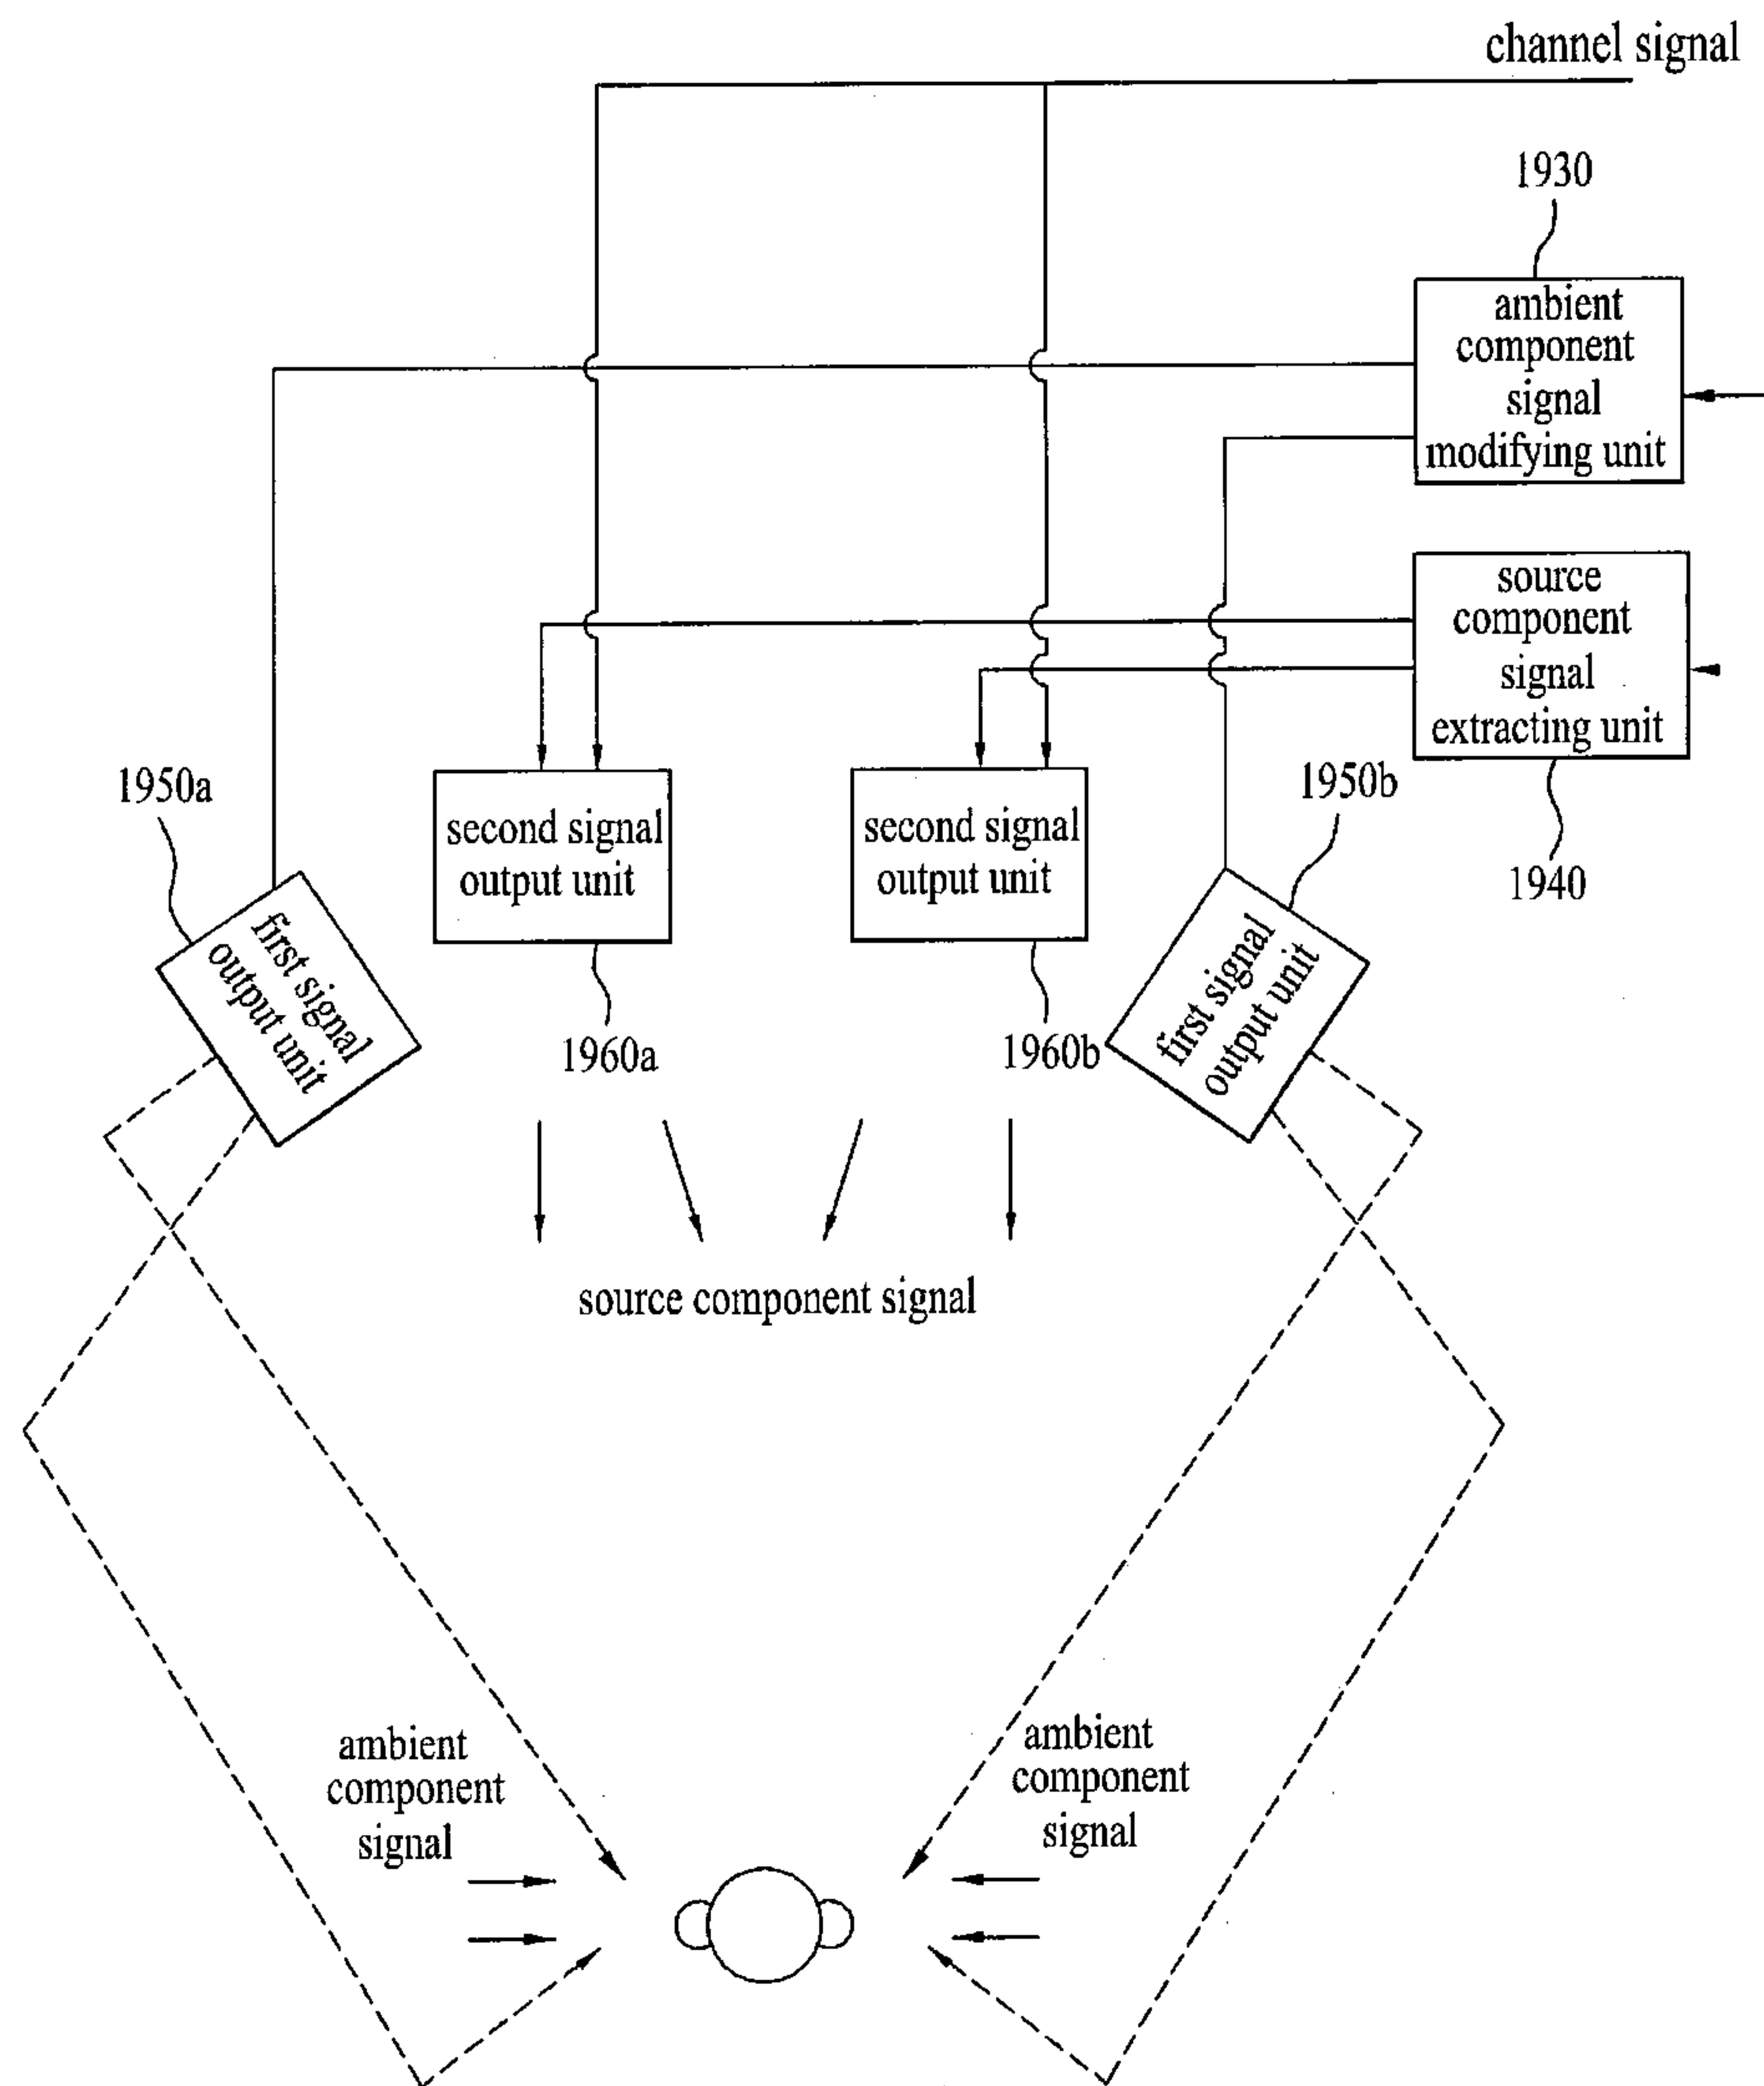 channel signal
1930
ambient
component
signal
modifying unit
source
component
signal
extracting unit
1940
1950a
second signal
output unit
second signal
output unit
1950b
first signal
output unit
first signal
output unit
1960a
1960b
source component signal
ambient
component
signal
ambient
component
signal